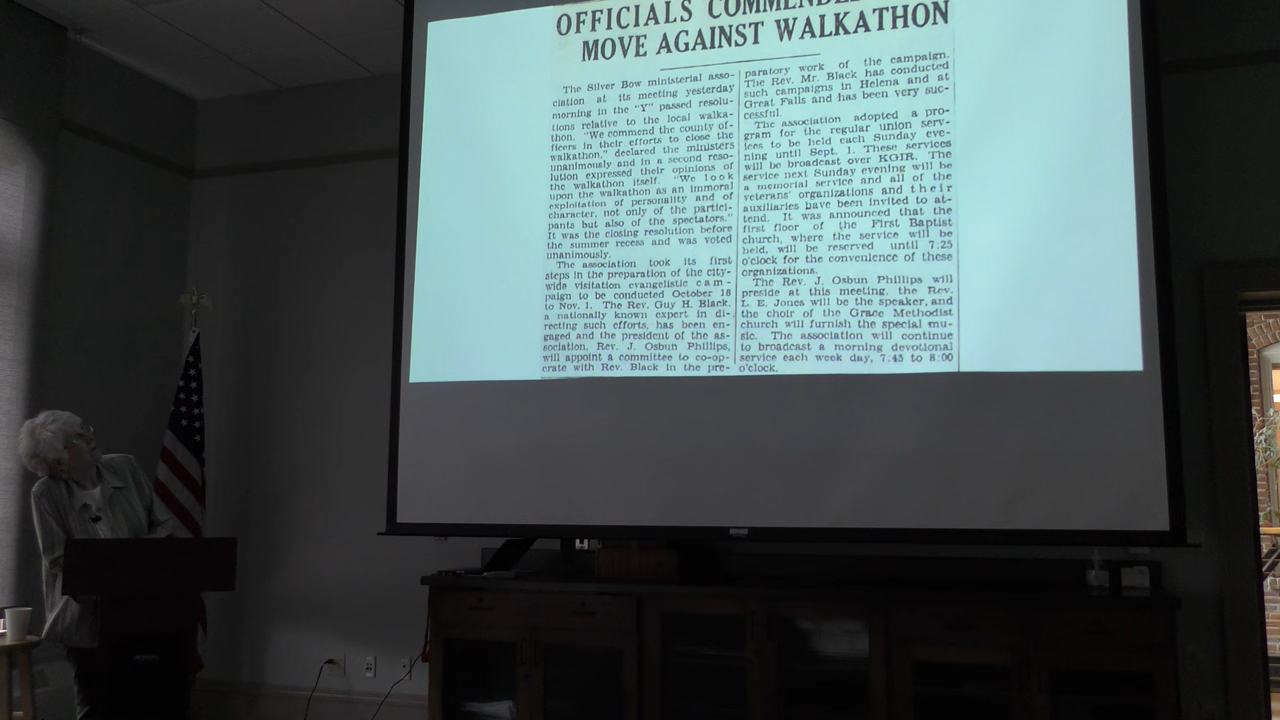 OFFICIALS COMMENDED
MOVE AGAINST WALKATHON
The Silver Bow ministerial asso-
ciation at its meeting yesterday
morning in the "Y" passed resolu-
tions relative to the local walka-
thon. "We commend the county of-
ficers in their efforts to close the
walkathon," declared the ministers
unanimously and in a second reso-
lution expressed their opinions of
the walkathon itself. "We look
upon the walkathon as an immoral
exploitation of personality and of
character, not only of the partici-
pants but also of the spectators."
It was the closing resolution before
the summer recess and was voted
unanimously.
The association took its first
steps in the preparation of the city-
wide visitation evangelistic cam-
paign to be conducted October 18
to Nov. 1. The Rev. Guy H. Black,
a nationally known expert in di-
recting such efforts, has been en-
gaged and the president of the as-
sociation, Rev. J. Osbun Phillips,
will appoint a committee to co-op-
erate with Rev. Black in the pre-
paratory work of the campaign.
The Rev. Mr. Black has conducted
such campaigns in Helena and at
Great Falls and has been very suc-
cessful.
The association adopted a pro-
gram for the regular union serv-
ices to be held each Sunday eve-
ning until Sept. 1. These services
will be broadcast over KGIR. The
service next Sunday evening will be
a memorial service and all of the
veterans' organizations and their
auxiliaries have been invited to at-
tend. It was announced that the
first floor of the First Baptist
church, where the service will be
held, will be reserved until 7:25
o'clock for the convenience of these
organizations.
The Rev. J. Osbun Phillips will
preside at this meeting, the Rev.
L. E. Jones will be the speaker, and
the choir of the Grace Methodist
church will furnish the special mu-
sic. The association will continue
to broadcast a morning devotional
service each week day, 7:45 to 8:00
o'clock.